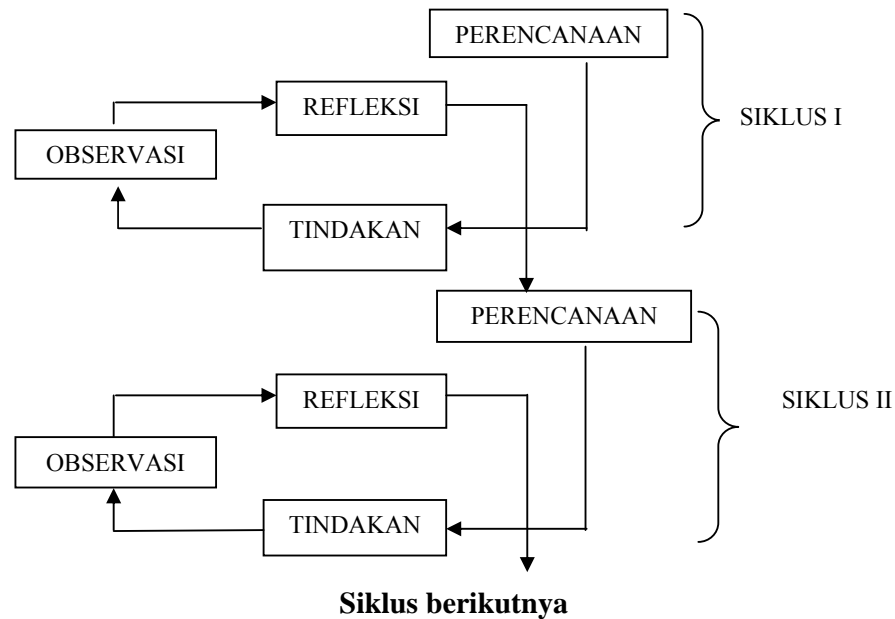 PERENCANAAN
REFLEKSI
SIKLUS I
OBSERVASI
TINDAKAN
PERENCANAAN
REFLEKSI
SIKLUS II
OBSERVASI
TINDAKAN
Siklus berikutnya